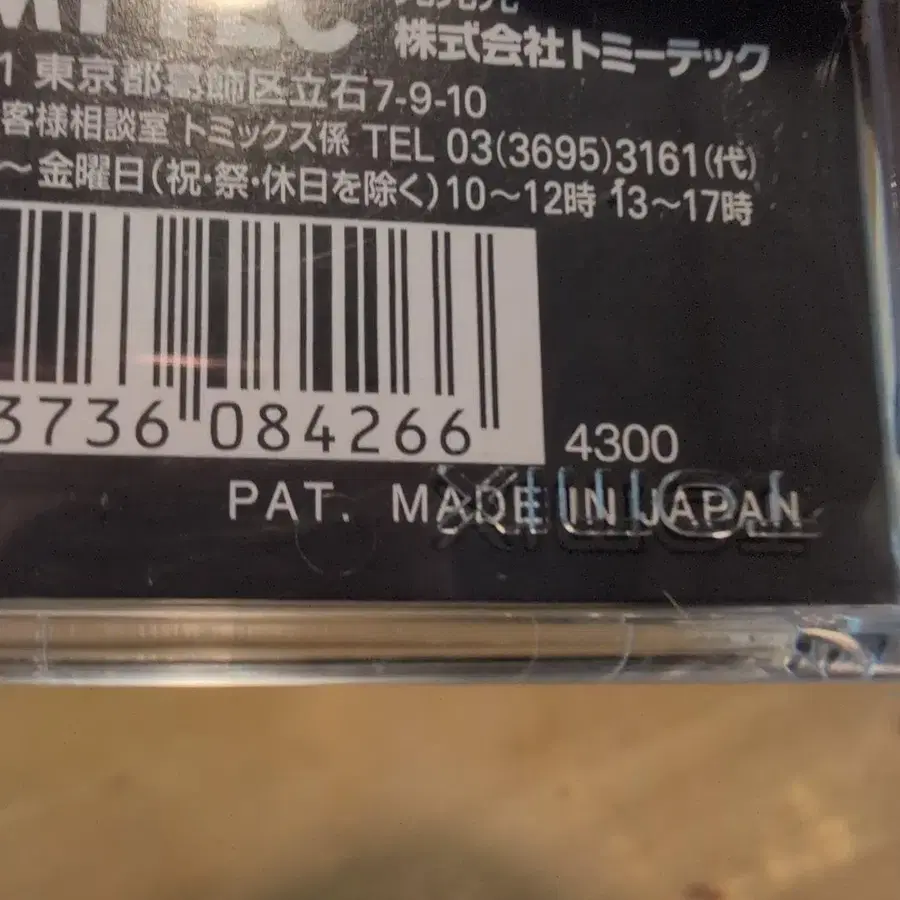 MYTEC
株式会社トミーテック
1 東京都葛飾区立石7-9-10
客様相談室 トミックス係 TEL 03(3695)3161(代)
～金曜日(祝・祭・休日を除く)10～12時 13～17時
3736 084266
4300
PAT. MADE IN JAPAN
TOMIX